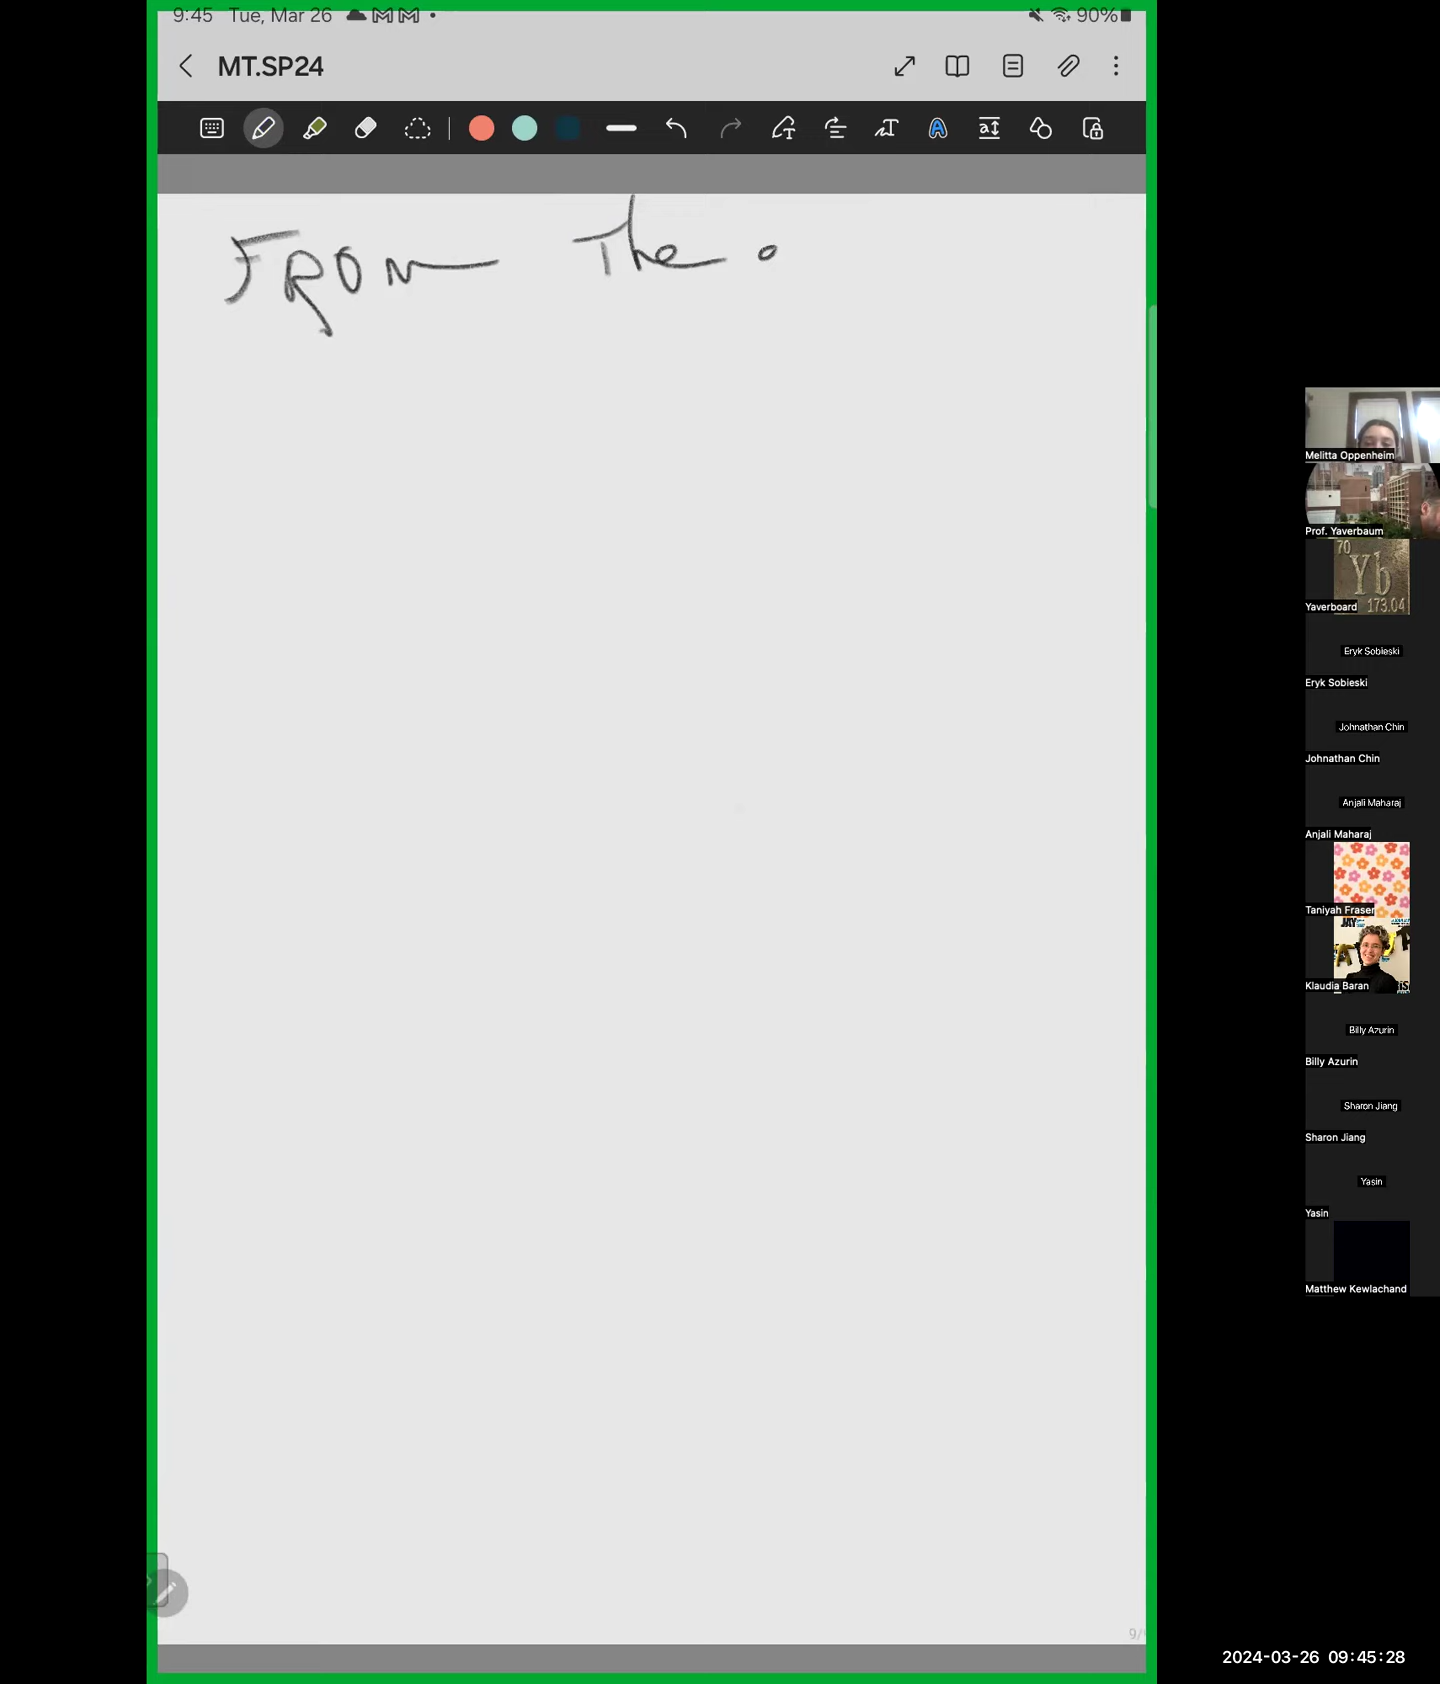 9:45 Tue, Mar 26 90%
MT.SP24
FROM The o
Melitta Oppenheim
Prof. Yaverbaum
70
Yb
173.04
Yaverboard
Eryk Sobieski
Eryk Sobieski
Johnathan Chin
Johnathan Chin
Anjali Maharaj
Anjali Maharaj
Taniyah Fraser
JAY
Klaudia Baran
Billy Azurin
Billy Azurin
Sharon Jiang
Sharon Jiang
Yasin
Yasin
Matthew Kewlachand
9/
2024-03-26 09:45:28